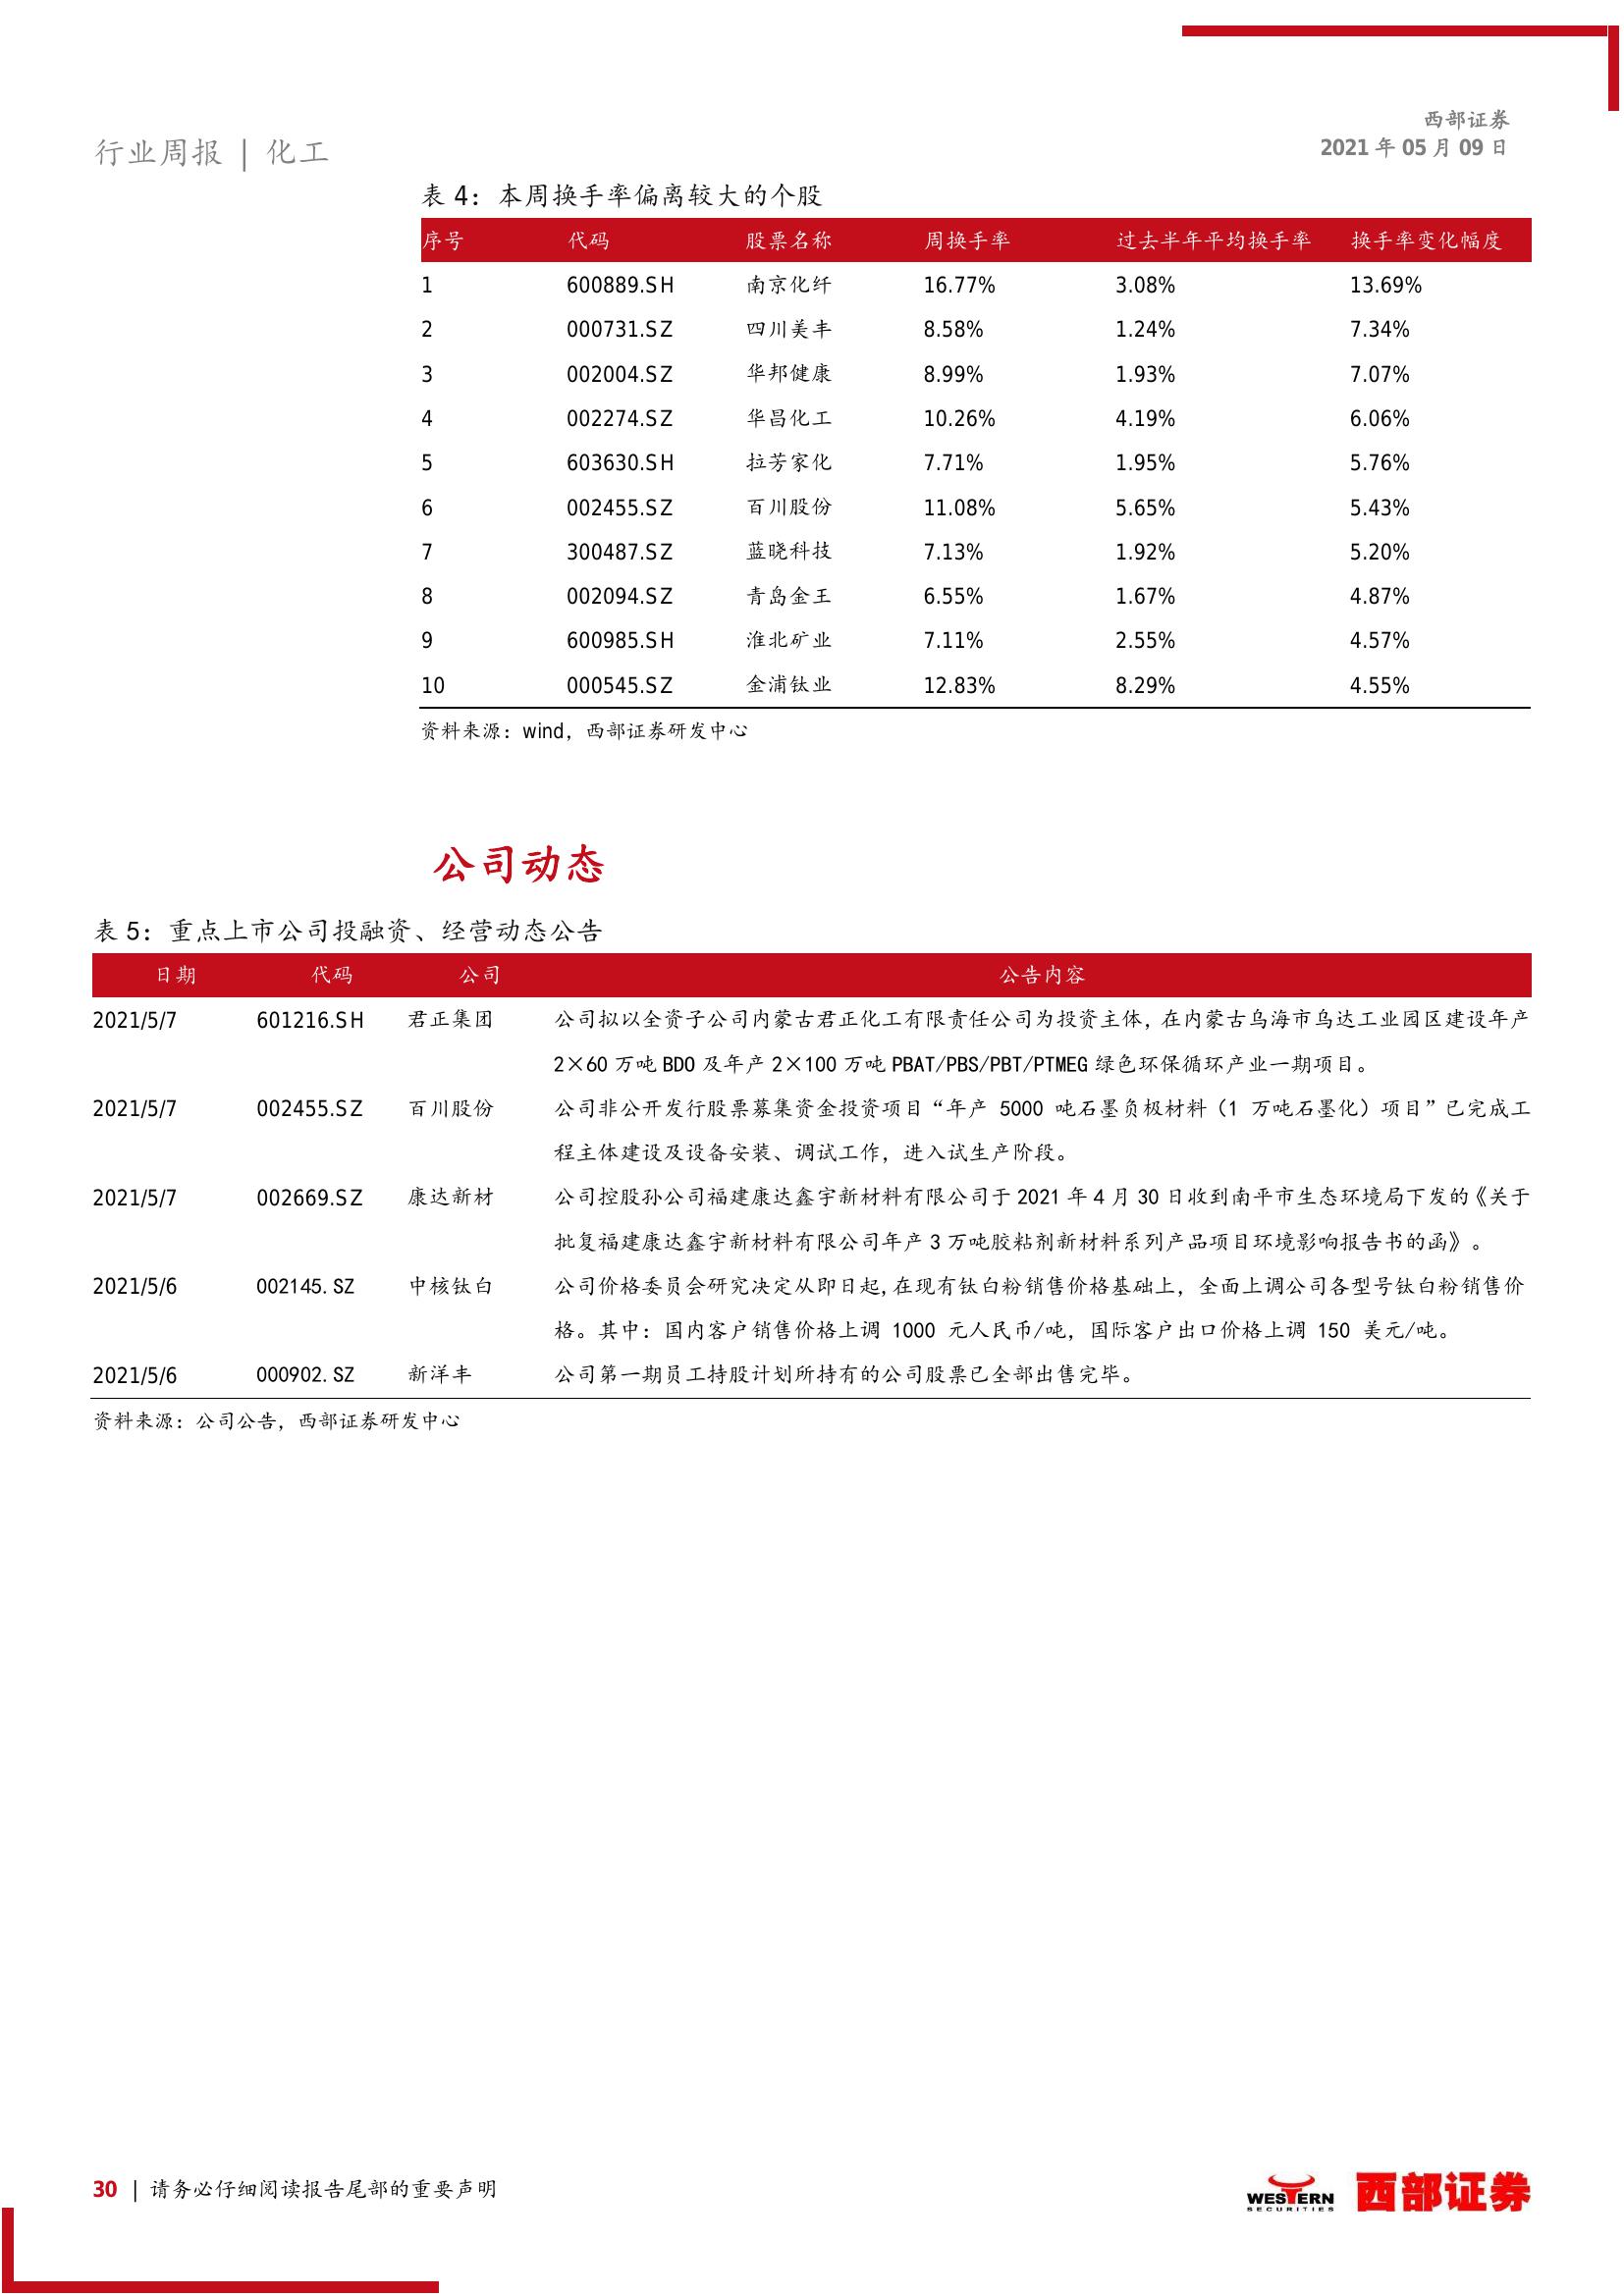 西部证券
行业周报 | 化工
2021 年 05 月 09 日
表 4：本周换手率偏离较大的个股
序号 代码 股票名称 周换手率 过去半年平均换手率 换手率变化幅度
1 600889.SH 南京化纤 16.77% 3.08% 13.69%
2 000731.SZ 四川美丰 8.58% 1.24% 7.34%
3 002004.SZ 华邦健康 8.99% 1.93% 7.07%
4 002274.SZ 华昌化工 10.26% 4.19% 6.06%
5 603630.SH 拉芳家化 7.71% 1.95% 5.76%
6 002455.SZ 百川股份 11.08% 5.65% 5.43%
7 300487.SZ 蓝晓科技 7.13% 1.92% 5.20%
8 002094.SZ 青岛金王 6.55% 1.67% 4.87%
9 600985.SH 淮北矿业 7.11% 2.55% 4.57%
10 000545.SZ 金浦钛业 12.83% 8.29% 4.55%
资料来源：wind，西部证券研发中心
公司动态
表 5：重点上市公司投融资、经营动态公告
日期 代码 公司 公告内容
2021/5/7 601216.SH 君正集团 公司拟以全资子公司内蒙古君正化工有限责任公司为投资主体，在内蒙古乌海市乌达工业园区建设年产
2×60 万吨 BDO 及年产 2×100 万吨 PBAT/PBS/PBT/PTMEG 绿色环保循环产业一期项目。
2021/5/7 002455.SZ 百川股份 公司非公开发行股票募集资金投资项目“年产 5000 吨石墨负极材料（1 万吨石墨化）项目”已完成工
程主体建设及设备安装、调试工作，进入试生产阶段。
2021/5/7 002669.SZ 康达新材 公司控股孙公司福建康达鑫宇新材料有限公司于 2021 年 4 月 30 日收到南平市生态环境局下发的《关于
批复福建康达鑫宇新材料有限公司年产 3 万吨胶粘剂新材料系列产品项目环境影响报告书的函》。
2021/5/6 002145.SZ 中核钛白 公司价格委员会研究决定从即日起,在现有钛白粉销售价格基础上，全面上调公司各型号钛白粉销售价
格。其中：国内客户销售价格上调 1000 元人民币/吨，国际客户出口价格上调 150 美元/吨。
2021/5/6 000902.SZ 新洋丰 公司第一期员工持股计划所持有的公司股票已全部出售完毕。
资料来源：公司公告，西部证券研发中心
30 | 请务必仔细阅读报告尾部的重要声明
WESTERN
SECURITIES
西部证券